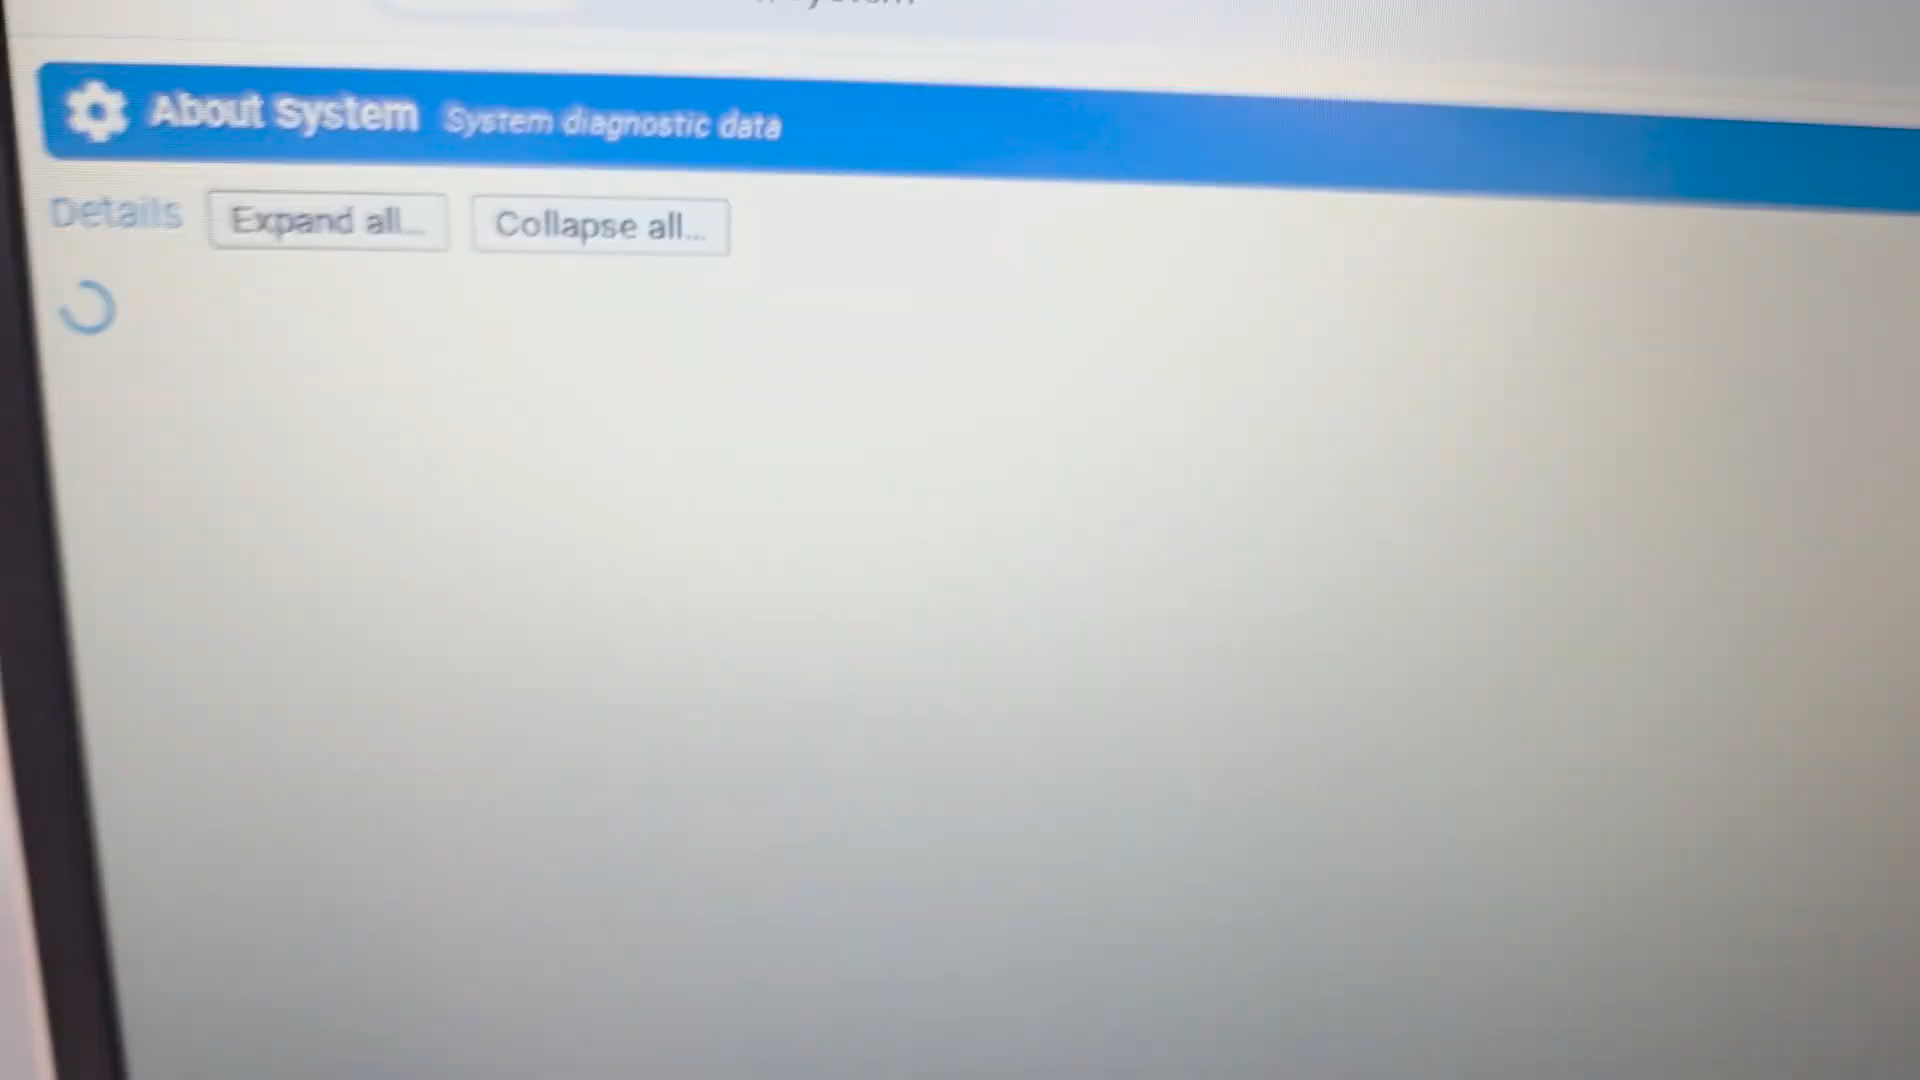 About System System diagnostic data
Details Expand all... Collapse all...